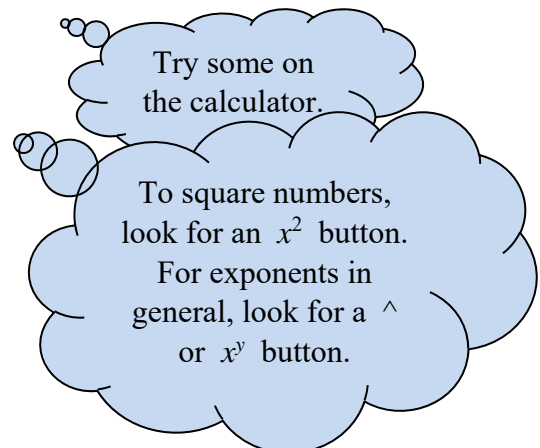 Try some on
the calculator.
To square numbers,
look for an x² button.
For exponents in
general, look for a ^
or xʸ button.